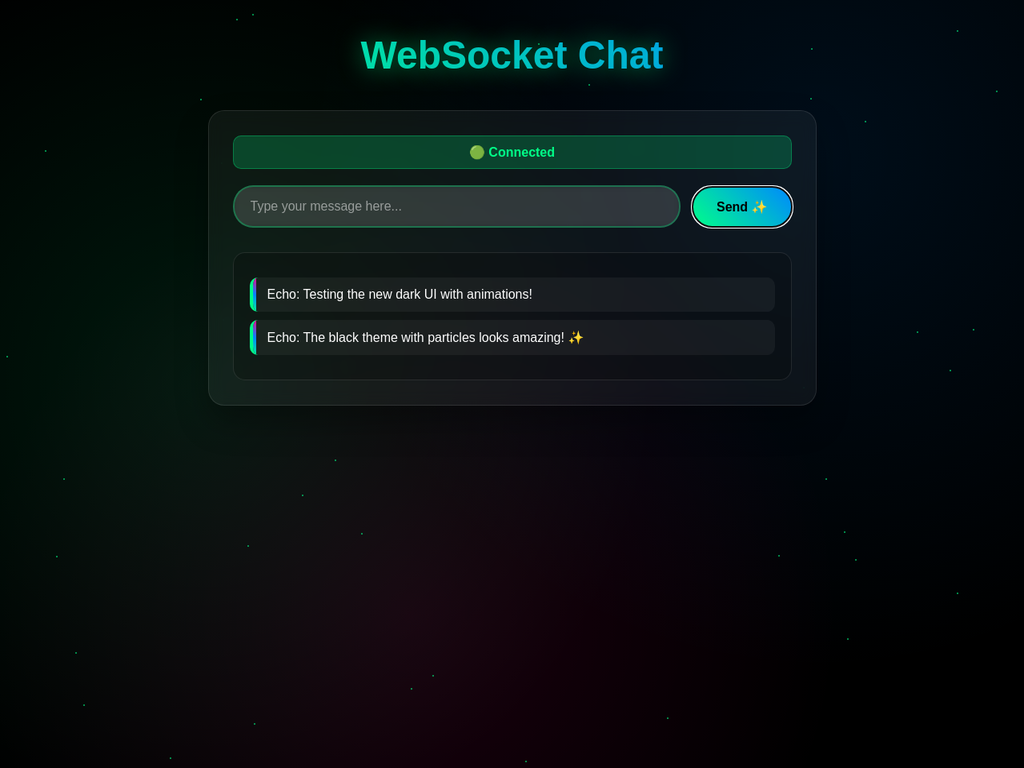 WebSocket Chat
🟢 Connected
Type your message here...
Send ✨
Echo: Testing the new dark UI with animations!
Echo: The black theme with particles looks amazing! ✨